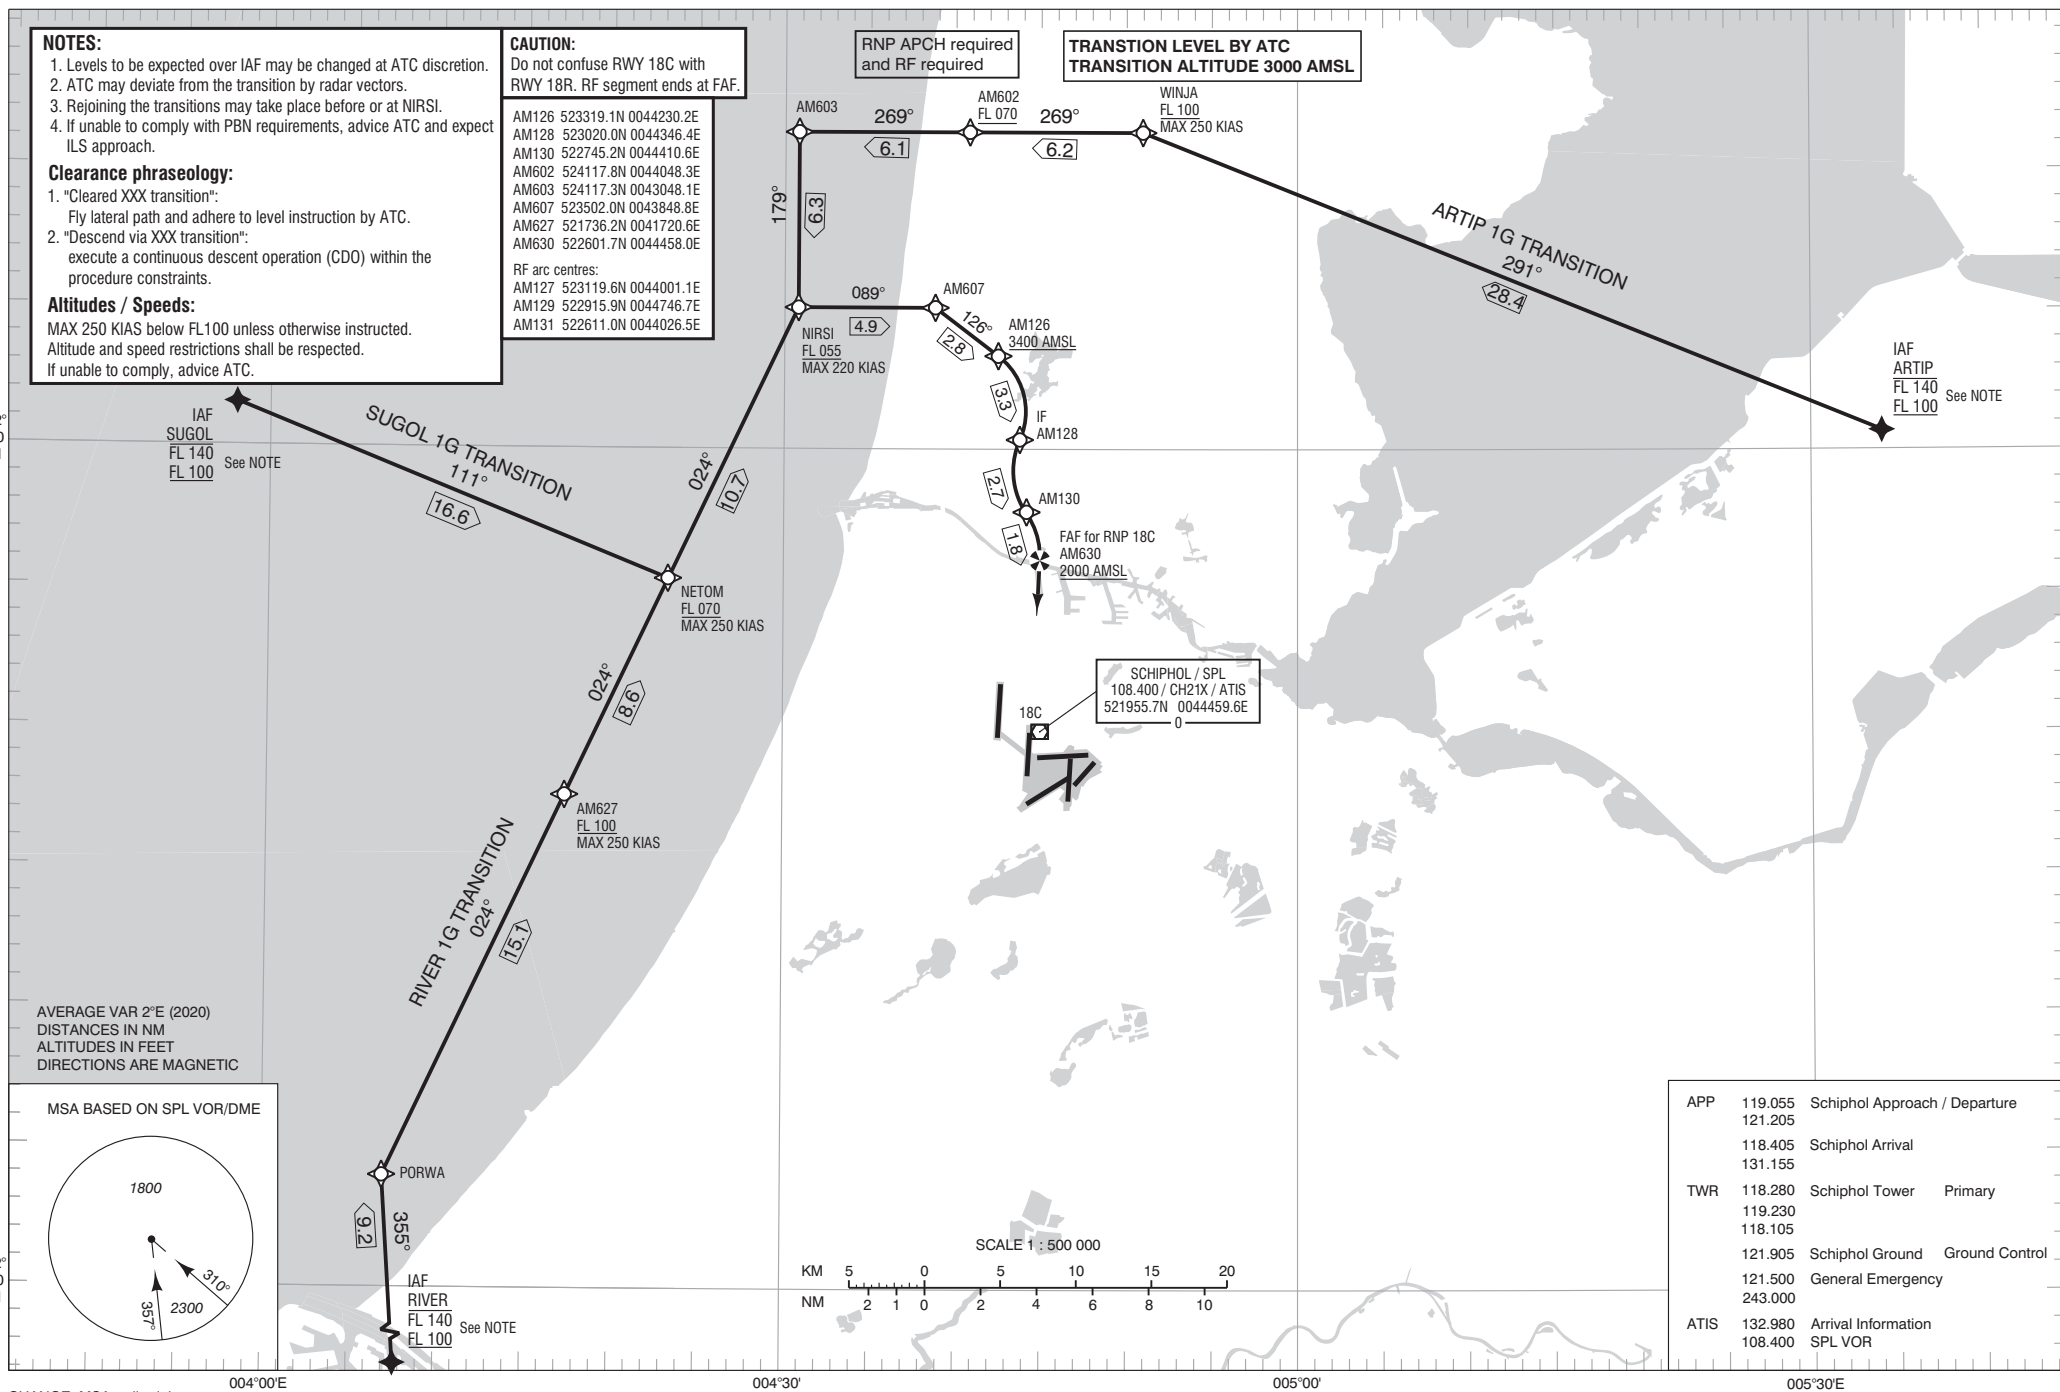 NOTES:
1. Levels to be expected over IAF may be changed at ATC discretion.
2. ATC may deviate from the transition by radar vectors.
3. Rejoining the transitions may take place before or at NIRSI.
4. If unable to comply with PBN requirements, advice ATC and expect
ILS approach.
Clearance phraseology:
1. "Cleared XXX transition":
Fly lateral path and adhere to level instruction by ATC.
2. "Descend via XXX transition":
execute a continuous descent operation (CDO) within the
procedure constraints.
Altitudes / Speeds:
MAX 250 KIAS below FL100 unless otherwise instructed.
Altitude and speed restrictions shall be respected.
If unable to comply, advice ATC.
CAUTION:
Do not confuse RWY 18C with
RWY 18R. RF segment ends at FAF.
AM126 523319.1N 0044230.2E
AM128 523020.0N 0044346.4E
AM130 522745.2N 0044410.6E
AM602 524117.8N 0044048.3E
AM603 524117.3N 0043048.1E
AM607 523502.0N 0043848.8E
AM627 521736.2N 0041720.6E
AM630 522601.7N 0044458.0E
RF arc centres:
AM127 523119.6N 0044001.1E
AM129 522915.9N 0044746.7E
AM131 522611.0N 0044026.5E
RNP APCH required
and RF required
TRANSTION LEVEL BY ATC
TRANSITION ALTITUDE 3000 AMSL
AM603
269°
6.1
AM602
FL 070
269°
6.2
WINJA
FL 100
MAX 250 KIAS
179°
6.3
ARTIP 1G TRANSITION
291°
28.4
IAF
ARTIP
FL 140
FL 100
See NOTE
089°
4.9
AM607
NIRSI
FL 055
MAX 220 KIAS
126°
2.8
AM126
3400 AMSL
3.3
IF
AM128
2.7
AM130
1.8
FAF for RNP 18C
AM630
2000 AMSL
IAF
SUGOL
FL 140
FL 100
See NOTE
SUGOL 1G TRANSITION
111°
16.6
024°
10.7
NETOM
FL 070
MAX 250 KIAS
024°
8.6
SCHIPHOL / SPL
108.400 / CH21X / ATIS
521955.7N 0044459.6E
0
18C
AM627
FL 100
MAX 250 KIAS
RIVER 1G TRANSITION
024°
15.1
AVERAGE VAR 2°E (2020)
DISTANCES IN NM
ALTITUDES IN FEET
DIRECTIONS ARE MAGNETIC
MSA BASED ON SPL VOR/DME
1800
310°
357°
2300
PORWA
9.2
355°
IAF
RIVER
FL 140
FL 100
See NOTE
SCALE 1 : 500 000
KM 5 0 5 10 15 20
NM 2 1 0 2 4 6 8 10
APP 119.055 Schiphol Approach / Departure
121.205
118.405 Schiphol Arrival
131.155
TWR 118.280 Schiphol Tower Primary
119.230
118.105
121.905 Schiphol Ground Ground Control
121.500 General Emergency
243.000
ATIS 132.980 Arrival Information
108.400 SPL VOR
004°00'E
004°30'
005°00'
005°30'E